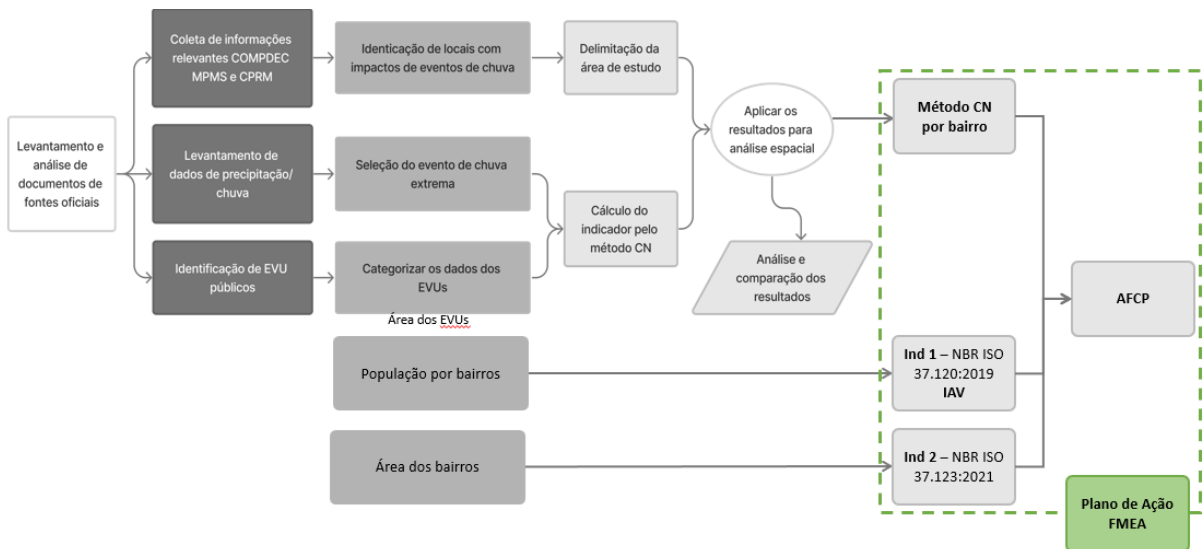 Levantamento e
análise de
documentos de
fontes oficiais
Coleta de informações
relevantes COMPDEC
MPMS e CPRM
Levantamento de
dados de precipitação/
chuva
Identificação de EVU
públicos
Identicação de locais com
impactos de eventos de chuva
Seleção do evento de chuva
extrema
Categorizar os dados dos
EVUs
Área dos EVUs
População por bairros
Área dos bairros
Delimitação da
área de estudo
Cálculo do
indicador pelo
método CN
Aplicar os
resultados para
análise espacial
Análise e
comparação dos
resultados
Método CN
por bairro
Ind 1 – NBR ISO
37.120:2019
IAV
Ind 2 – NBR ISO
37.123:2021
AFCP
Plano de Ação
FMEA